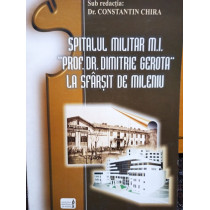 Sub redacția:
Dr. CONSTANTIN CHIRA
SPITALUL MILITAR M.I.
"PROF. DR. DIMITRIE GEROTA"
LA SFÂRȘIT DE MILENIU